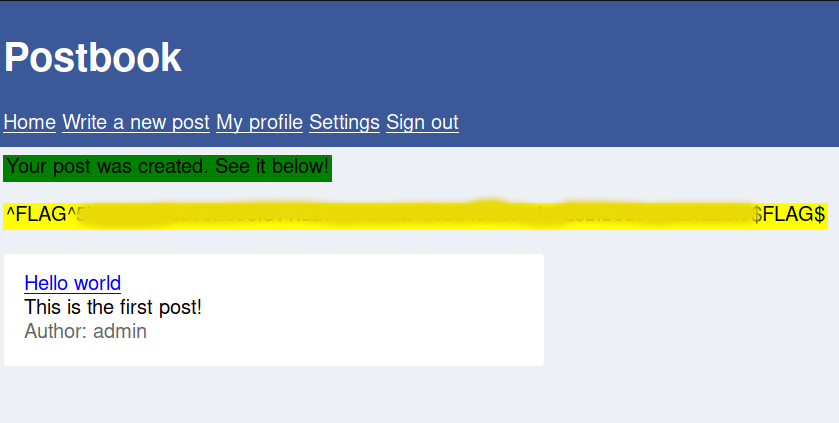 Postbook
Home Write a new post My profile Settings Sign out
Your post was created. See it below!
^FLAG^ $FLAG$
Hello world
This is the first post!
Author: admin